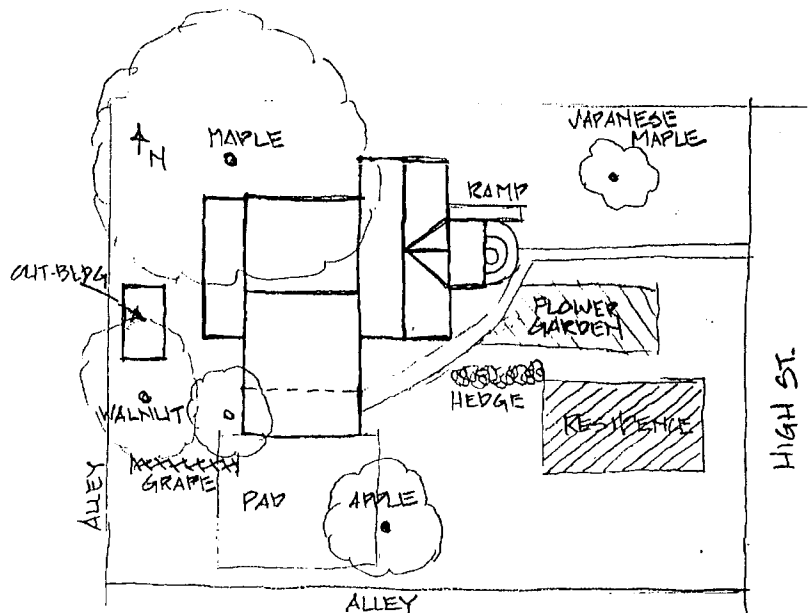 JAPANESE
MAPLE
N
MAPLE
RAMP
OUT-BLDG
FLOWER
GARDEN
HIGH ST.
WALNUT
HEDGE
RESIDENCE
GRAPE
PAD
APPLE
ALLEY
ALLEY